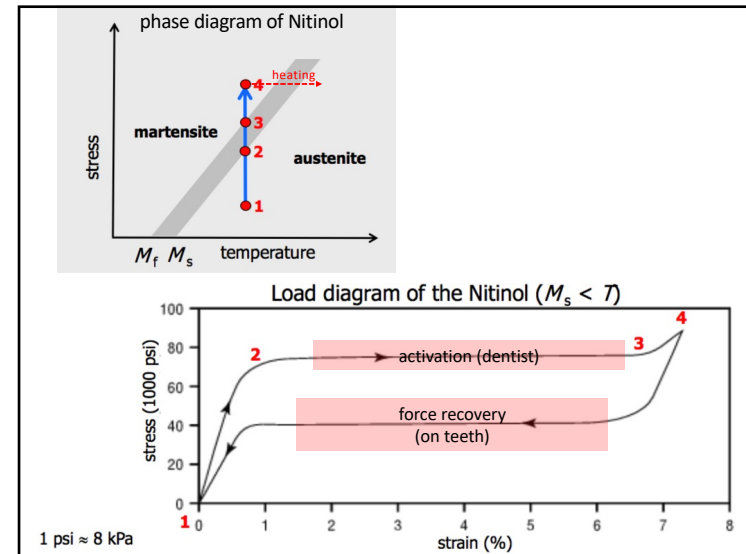 phase diagram of Nitinol
heating
4
3
martensite
2
austenite
stress
1
Mf Ms temperature
Load diagram of the Nitinol (Ms < T)
100
4
80
2
3
activation (dentist)
60
stress (1000 psi)
40
force recovery
(on teeth)
20
0
1 0 1 2 3 4 5 6 7 8
strain (%)
1 psi ≈ 8 kPa